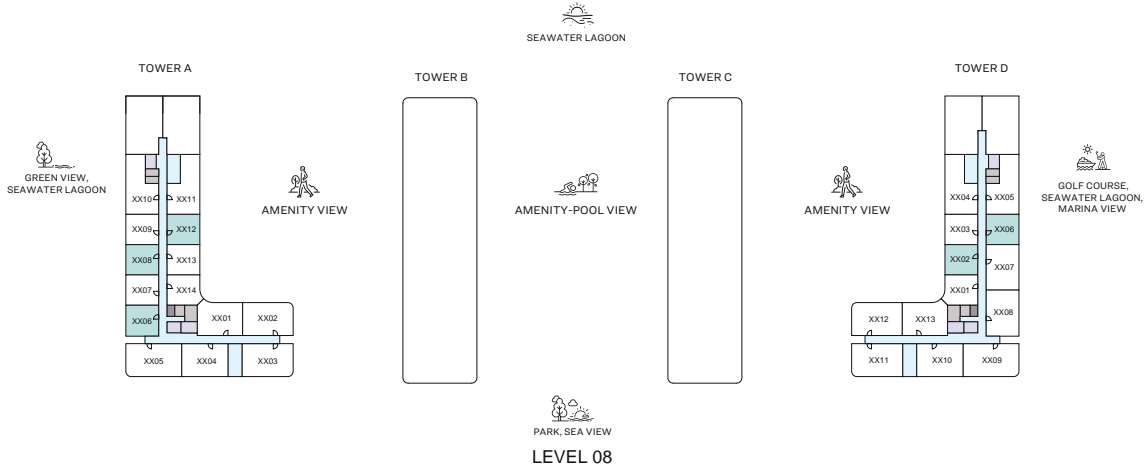 SEAWATER LAGOON
TOWER A
TOWER B
TOWER C
TOWER D
GREEN VIEW,
SEAWATER LAGOON
AMENITY VIEW
AMENITY-POOL VIEW
AMENITY VIEW
GOLF COURSE,
SEAWATER LAGOON,
MARINA VIEW
XX10 XX11
XX09 XX12
XX08 XX13
XX07 XX14
XX06 XX01 XX02
XX05 XX04 XX03
XX04 XX05
XX03 XX06
XX02 XX07
XX01
XX12 XX13 XX08
XX11 XX10 XX09
PARK, SEA VIEW
LEVEL 08